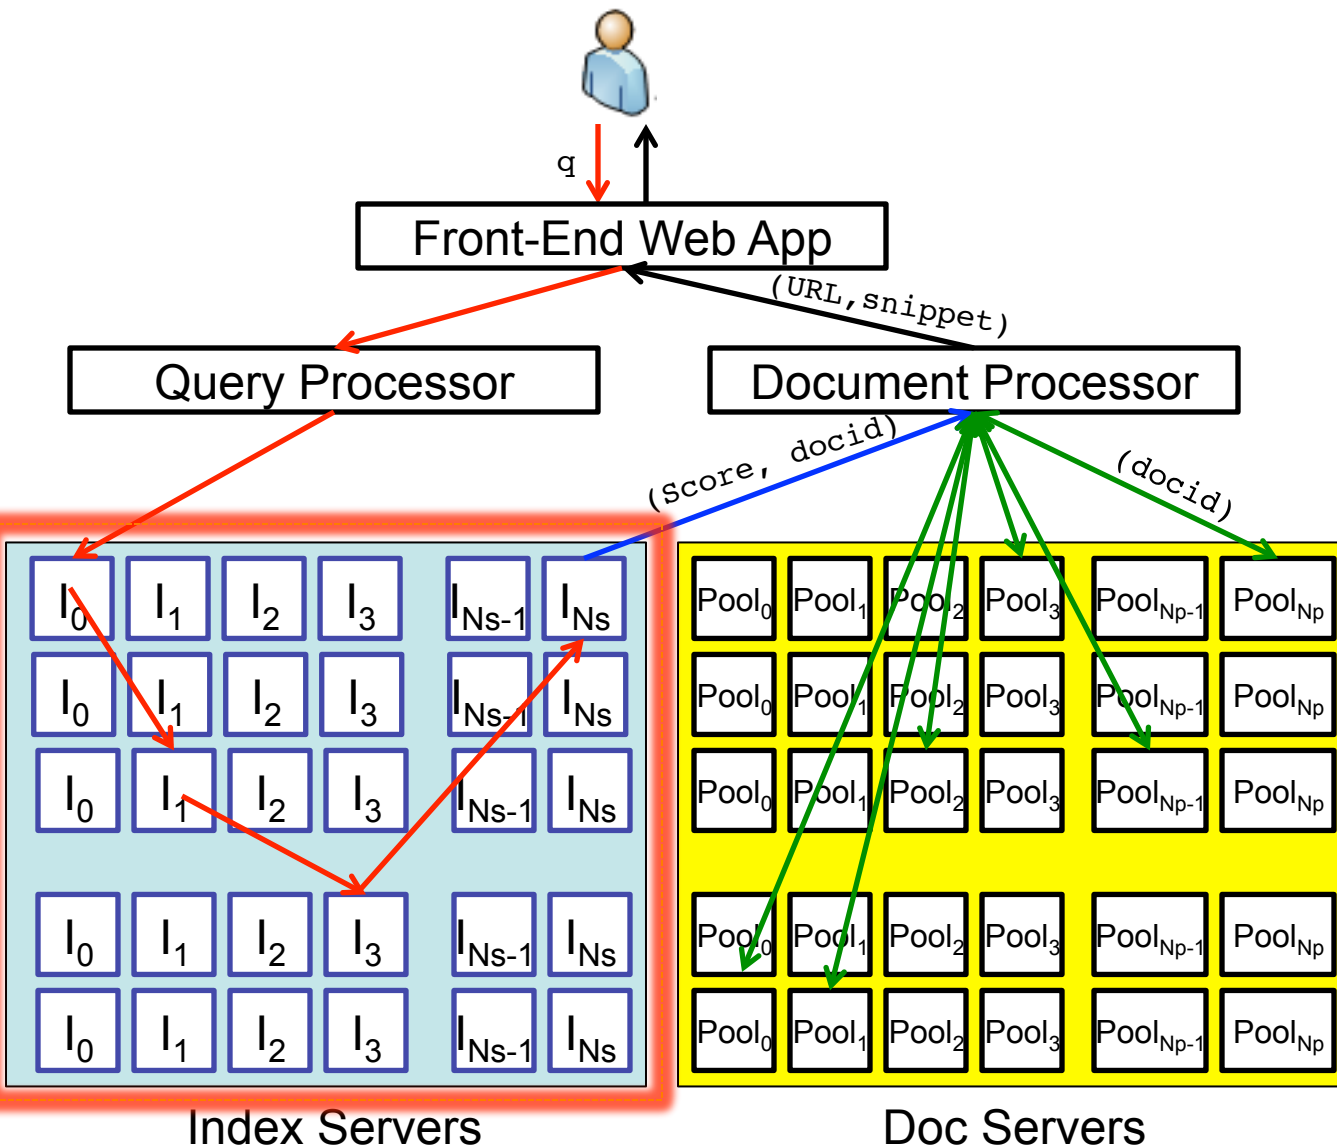 q
Front-End Web App
(URL,snippet)
Query Processor
Document Processor
(Score, docid)
(docid)
I0 I1 I2 I3 INs-1 INs
I0 I1 I2 I3 INs-1 INs
I0 I1 I2 I3 INs-1 INs
I0 I1 I2 I3 INs-1 INs
I0 I1 I2 I3 INs-1 INs
Index Servers
Pool0 Pool1 Pool2 Pool3 PoolNp-1 PoolNp
Pool0 Pool1 Pool2 Pool3 PoolNp-1 PoolNp
Pool0 Pool1 Pool2 Pool3 PoolNp-1 PoolNp
Pool0 Pool1 Pool2 Pool3 PoolNp-1 PoolNp
Pool0 Pool1 Pool2 Pool3 PoolNp-1 PoolNp
Doc Servers